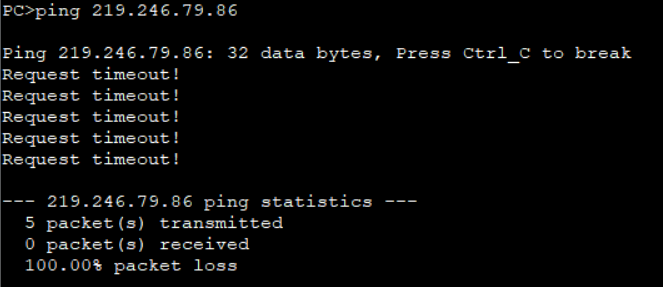 PC>ping 219.246.79.86
Ping 219.246.79.86: 32 data bytes, Press Ctrl_C to break
Request timeout!
Request timeout!
Request timeout!
Request timeout!
Request timeout!
--- 219.246.79.86 ping statistics ---
5 packet(s) transmitted
0 packet(s) received
100.00% packet loss